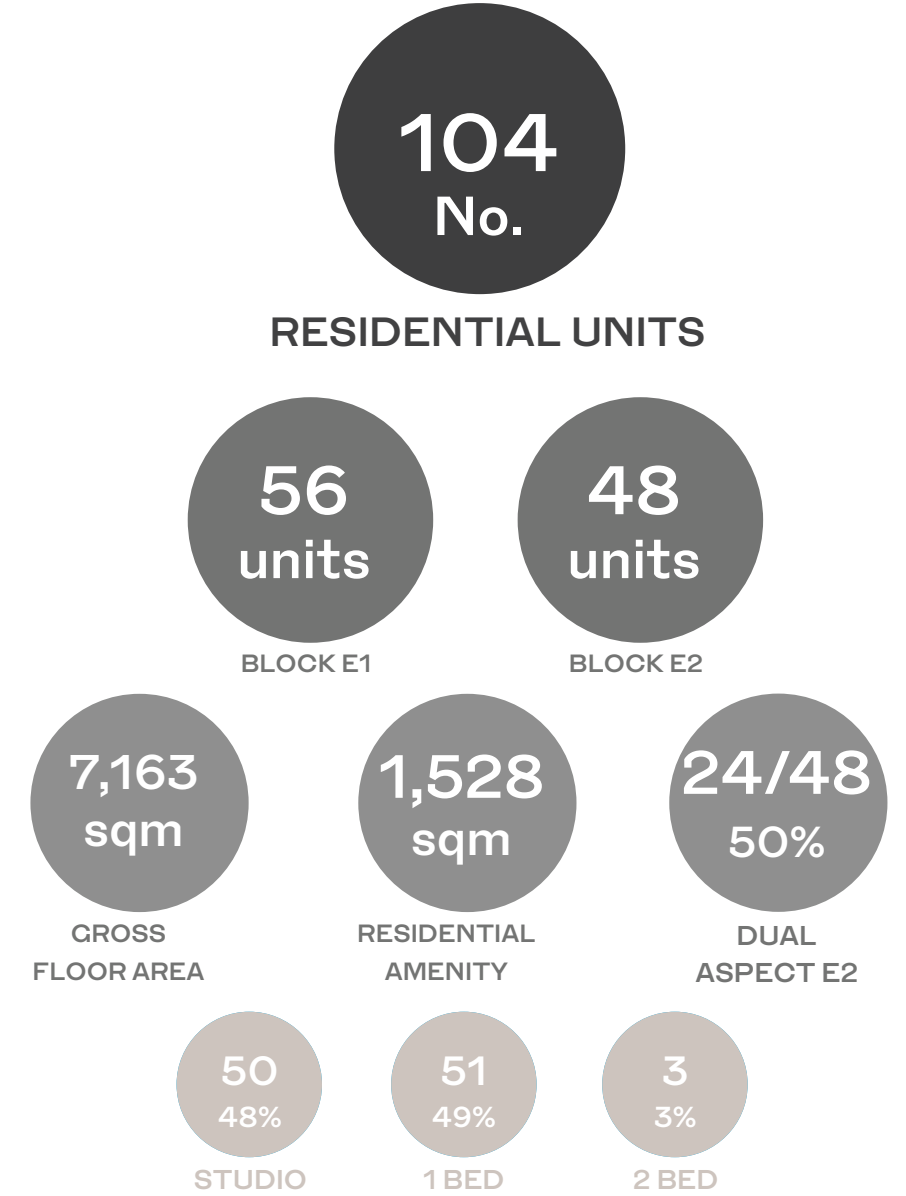 104
No.
RESIDENTIAL UNITS
56
units
BLOCK E1
48
units
BLOCK E2
7,163
sqm
GROSS
FLOOR AREA
1,528
sqm
RESIDENTIAL
AMENITY
24/48
50%
DUAL
ASPECT E2
50
48%
STUDIO
51
49%
1 BED
3
3%
2 BED